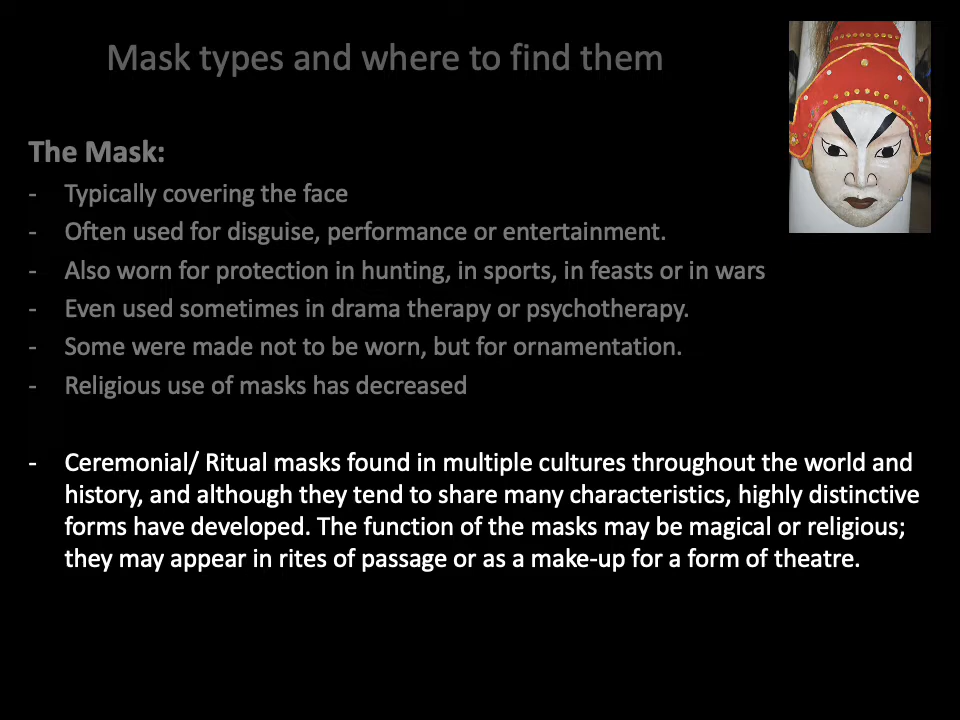 Mask types and where to find them
The Mask:
- Typically covering the face
- Often used for disguise, performance or entertainment.
- Also worn for protection in hunting, in sports, in feasts or in wars
- Even used sometimes in drama therapy or psychotherapy.
- Some were made not to be worn, but for ornamentation.
- Religious use of masks has decreased
- Ceremonial/ Ritual masks found in multiple cultures throughout the world and
history, and although they tend to share many characteristics, highly distinctive
forms have developed. The function of the masks may be magical or religious;
they may appear in rites of passage or as a make-up for a form of theatre.